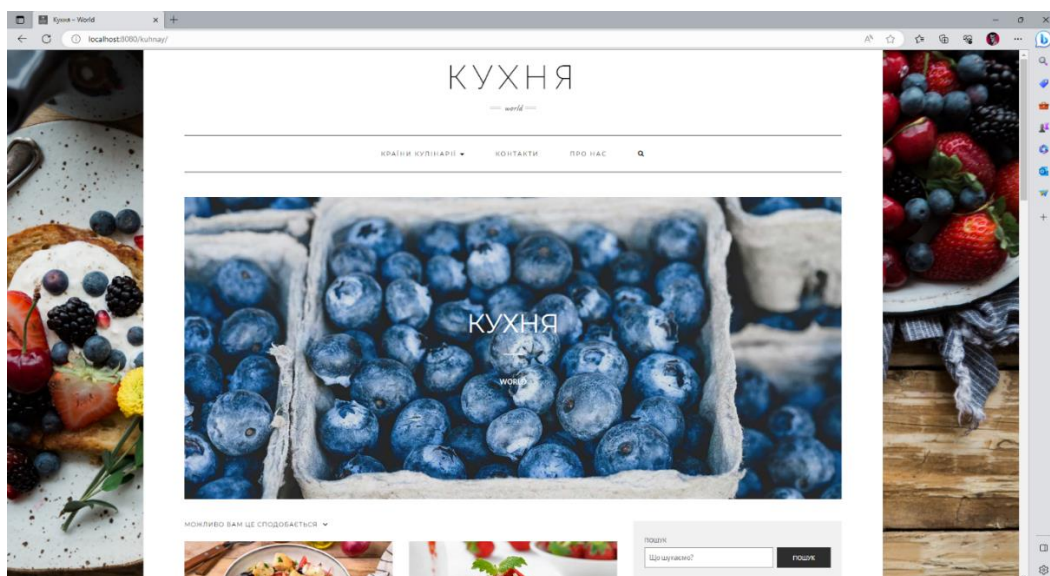 Кухня – World
localhost:8080/kuhnay/
КУХНЯ
world
КРАЇНИ КУЛІНАРІЇ
КОНТАКТИ
ПРО НАС
КУХНЯ
WORLD
МОЖЛИВО ВАМ ЦЕ СПОДОБАЄТЬСЯ
ПОШУК
Що шукаємо?
ПОШУК